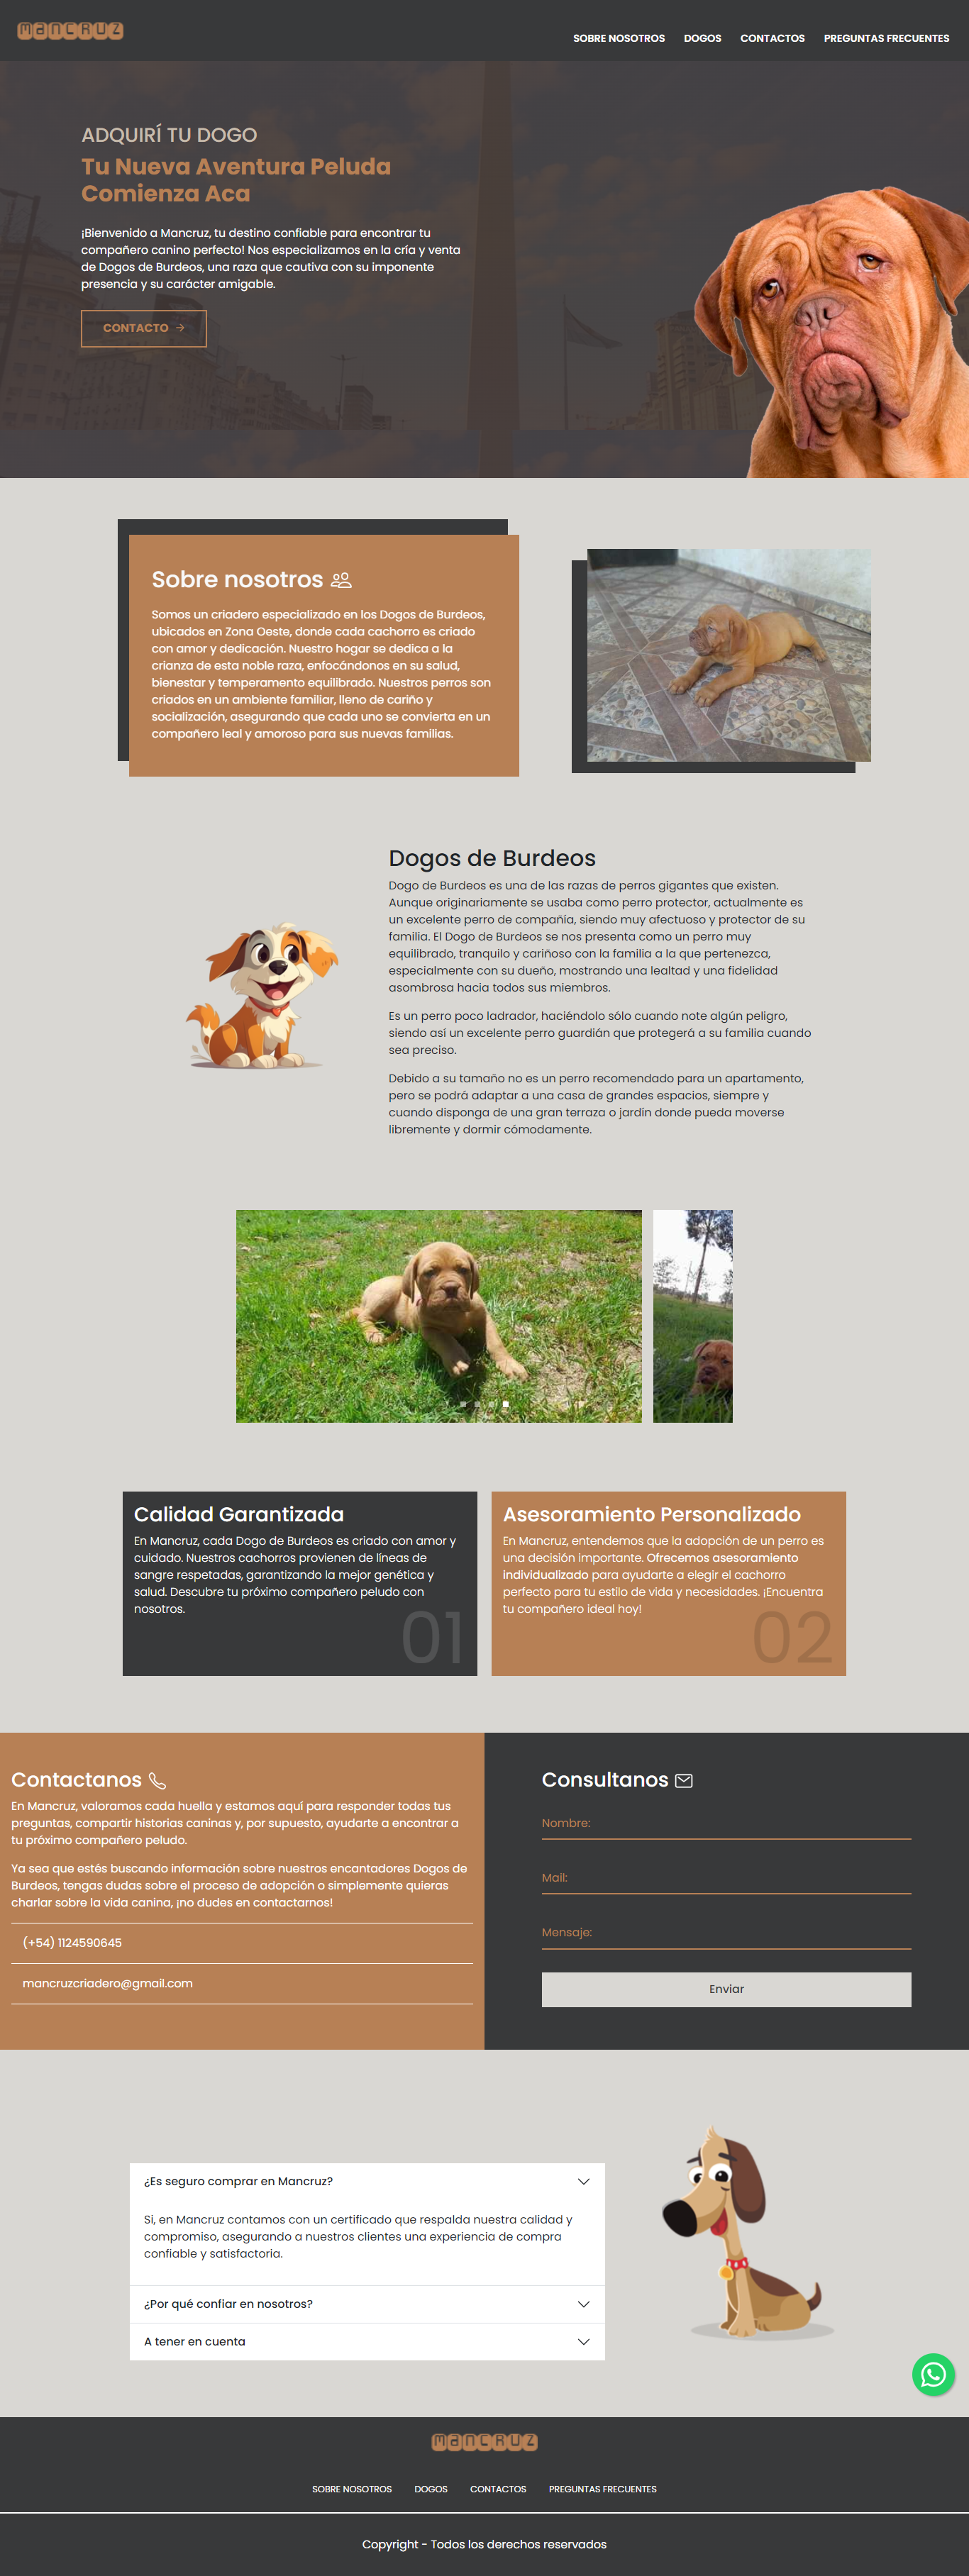 mancruz
SOBRE NOSOTROS DOGOS CONTACTOS PREGUNTAS FRECUENTES
ADQUIRÍ TU DOGO
Tu Nueva Aventura Peluda
Comienza Aca
¡Bienvenido a Mancruz, tu destino confiable para encontrar tu
compañero canino perfecto! Nos especializamos en la cría y venta
de Dogos de Burdeos, una raza que cautiva con su imponente
presencia y su carácter amigable.
CONTACTO
Sobre nosotros
Somos un criadero especializado en los Dogos de Burdeos,
ubicados en Zona Oeste, donde cada cachorro es criado
con amor y dedicación. Nuestro hogar se dedica a la
crianza de esta noble raza, enfocándonos en su salud,
bienestar y temperamento equilibrado. Nuestros perros son
criados en un ambiente familiar, lleno de cariño y
socialización, asegurando que cada uno se convierta en un
compañero leal y amoroso para sus nuevas familias.
Dogos de Burdeos
Dogo de Burdeos es una de las razas de perros gigantes que existen.
Aunque originariamente se usaba como perro protector, actualmente es
un excelente perro de compañía, siendo muy afectuoso y protector de su
familia. El Dogo de Burdeos se nos presenta como un perro muy
equilibrado, tranquilo y cariñoso con la familia a la que pertenezca,
especialmente con su dueño, mostrando una lealtad y una fidelidad
asombrosa hacia todos sus miembros.
Es un perro poco ladrador, haciéndolo sólo cuando note algún peligro,
siendo así un excelente perro guardián que protegerá a su familia cuando
sea preciso.
Debido a su tamaño no es un perro recomendado para un apartamento,
pero se podrá adaptar a una casa de grandes espacios, siempre y
cuando disponga de una gran terraza o jardín donde pueda moverse
libremente y dormir cómodamente.
Calidad Garantizada
En Mancruz, cada Dogo de Burdeos es criado con amor y
cuidado. Nuestros cachorros provienen de líneas de
sangre respetadas, garantizando la mejor genética y
salud. Descubre tu próximo compañero peludo con
nosotros.
01
Asesoramiento Personalizado
En Mancruz, entendemos que la adopción de un perro es
una decisión importante. Ofrecemos asesoramiento
individualizado para ayudarte a elegir el cachorro
perfecto para tu estilo de vida y necesidades. ¡Encuentra
tu compañero ideal hoy!
02
Contactanos
En Mancruz, valoramos cada huella y estamos aquí para responder todas tus
preguntas, compartir historias caninas y, por supuesto, ayudarte a encontrar a
tu próximo compañero peludo.
Ya sea que estés buscando información sobre nuestros encantadores Dogos de
Burdeos, tengas dudas sobre el proceso de adopción o simplemente quieras
charlar sobre la vida canina, ¡no dudes en contactarnos!
(+54) 1124590645
mancruzcriadero@gmail.com
Consultanos
Nombre:
Mail:
Mensaje:
Enviar
¿Es seguro comprar en Mancruz?
Si, en Mancruz contamos con un certificado que respalda nuestra calidad y
compromiso, asegurando a nuestros clientes una experiencia de compra
confiable y satisfactoria.
¿Por qué confiar en nosotros?
A tener en cuenta
mancruz
SOBRE NOSOTROS DOGOS CONTACTOS PREGUNTAS FRECUENTES
Copyright - Todos los derechos reservados